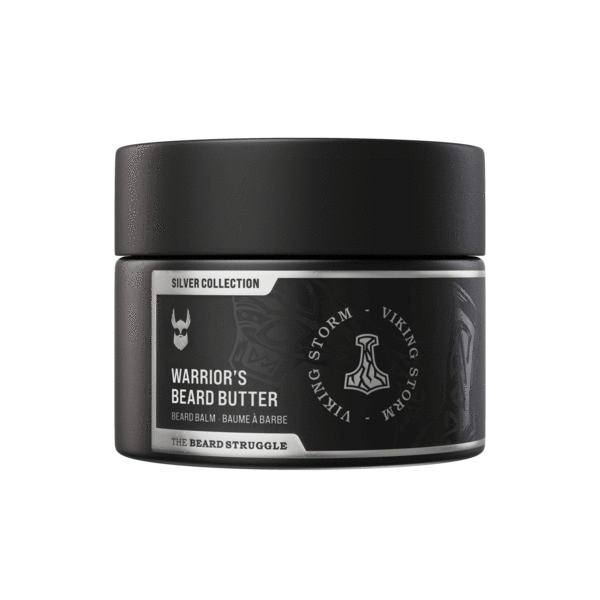 SILVER COLLECTION
WARRIOR'S
BEARD BUTTER
BEARD BALM - BAUME À BARBE
THE BEARD STRUGGLE
VIKING STORM - VIKING STORM -